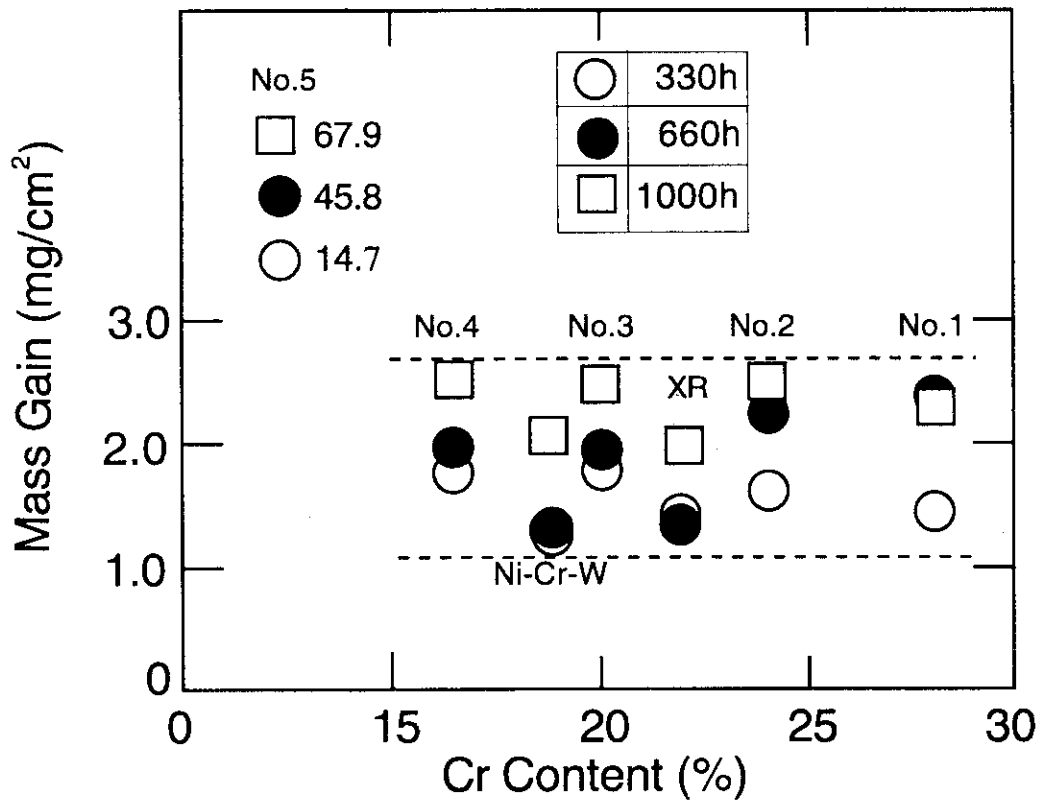 No.5
67.9
45.8
14.7
330h
660h
1000h
Mass Gain (mg/cm²)
3.0
2.0
1.0
0
No.4
No.3
No.2
No.1
XR
Ni-Cr-W
0
15
20
25
30
Cr Content (%)